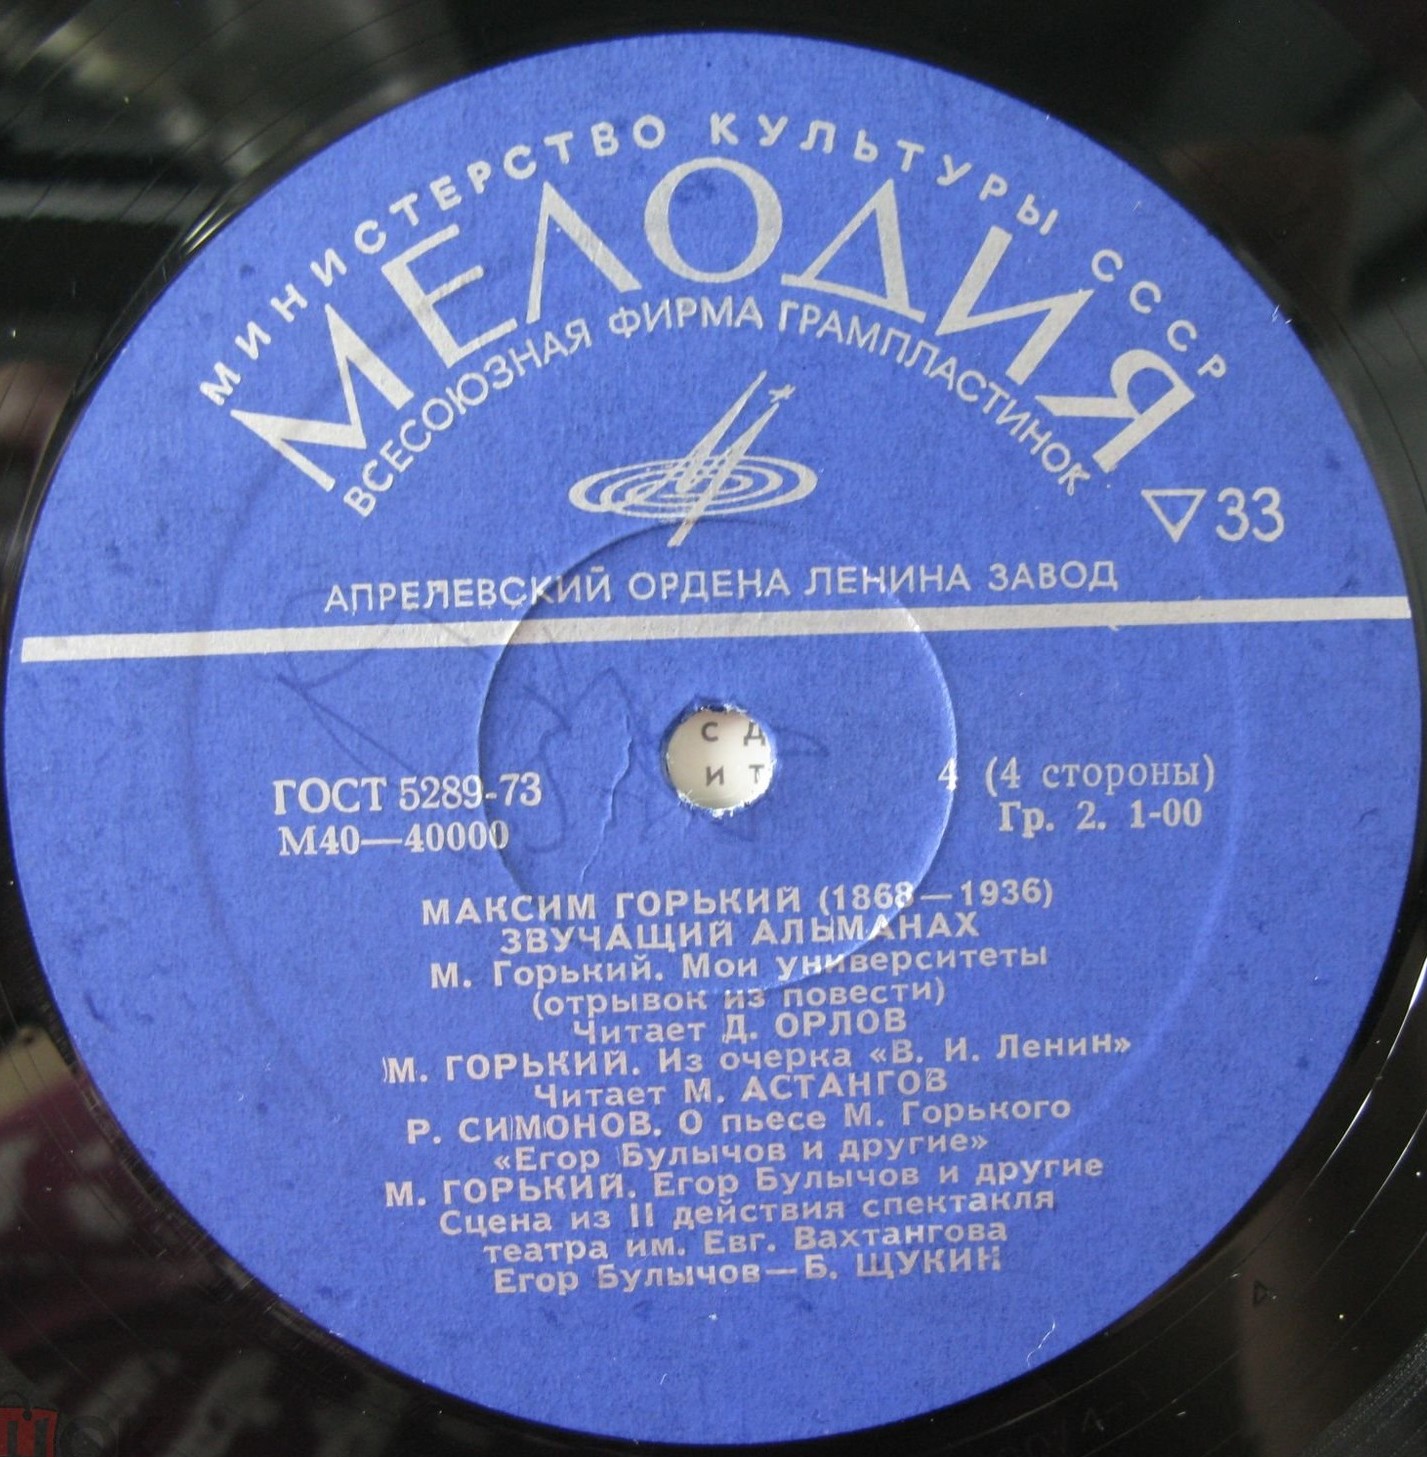 МИНИСТЕРСТВО КУЛЬТУРЫ СССР
МЕЛОДИЯ
ВСЕСОЮЗНАЯ ФИРМА ГРАМПЛАСТИНОК
33
АПРЕЛЕВСКИЙ ОРДЕНА ЛЕНИНА ЗАВОД
С Д
И Т
ГОСТ 5289-73
М40—40000
4 (4 стороны)
Гр. 2. 1-00
МАКСИМ ГОРЬКИЙ (1868—1936)
ЗВУЧАЩИЙ АЛЬМАНАХ
М. Горький. Мои университеты
(отрывок из повести)
Читает Д. ОРЛОВ
М. ГОРЬКИЙ. Из очерка «В. И. Ленин»
Читает М. АСТАНГОВ
Р. СИМОНОВ. О пьесе М. Горького
«Егор Булычов и другие»
М. ГОРЬКИЙ. Егор Булычов и другие
Сцена из II действия спектакля
театра им. Евг. Вахтангова
Егор Булычов—Б. ЩУКИН